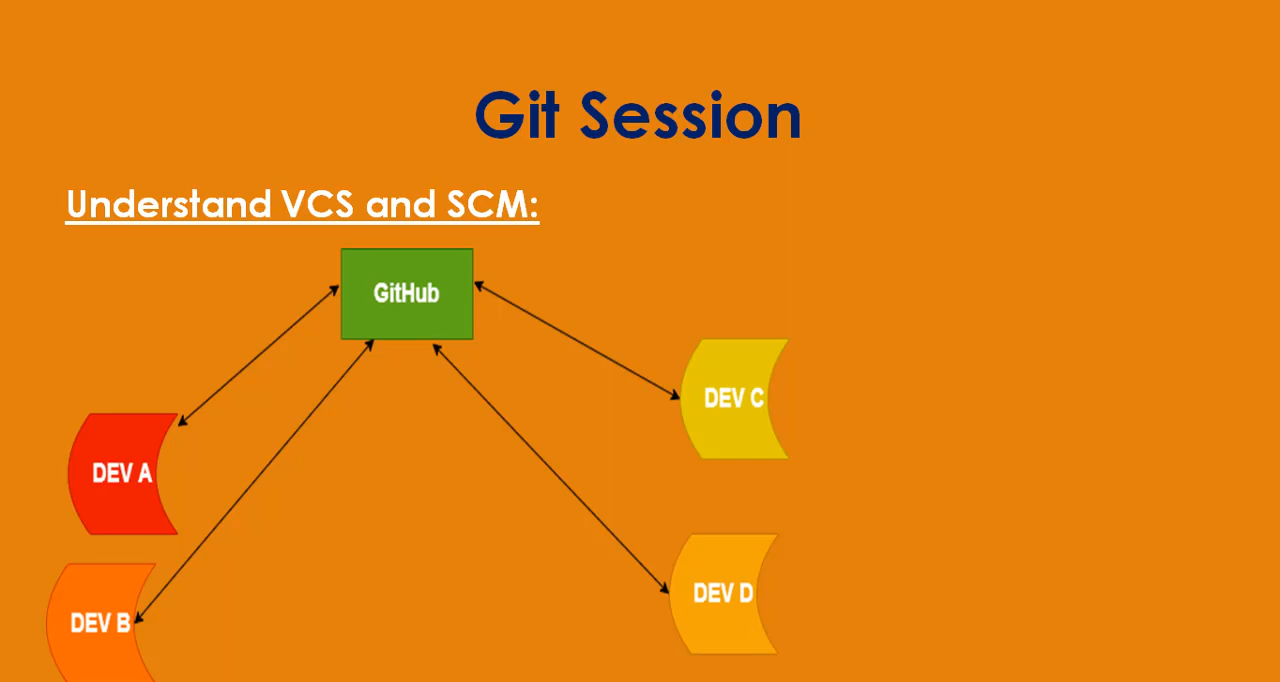 Git Session
Understand VCS and SCM:
GitHub
DEV C
DEV A
DEV D
DEV B